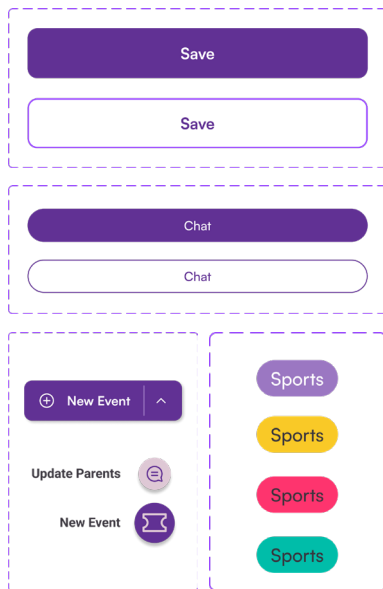 Save
Save
Chat
Chat
New Event
Update Parents
New Event
Sports
Sports
Sports
Sports